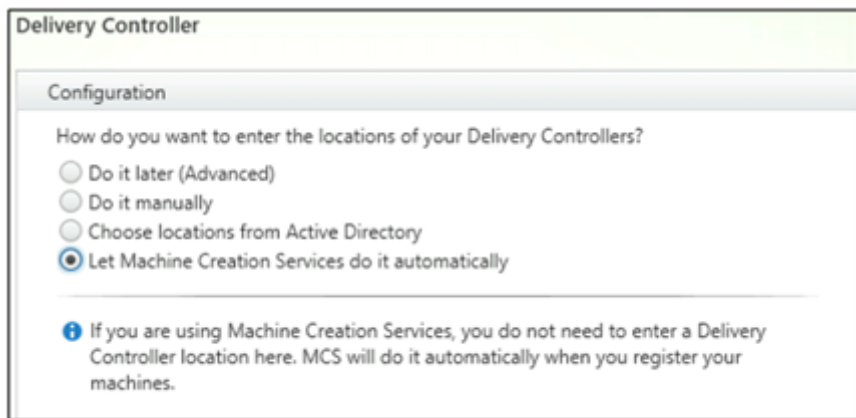 Delivery Controller
Configuration
How do you want to enter the locations of your Delivery Controllers?
Do it later (Advanced)
Do it manually
Choose locations from Active Directory
Let Machine Creation Services do it automatically
If you are using Machine Creation Services, you do not need to enter a Delivery
Controller location here. MCS will do it automatically when you register your
machines.